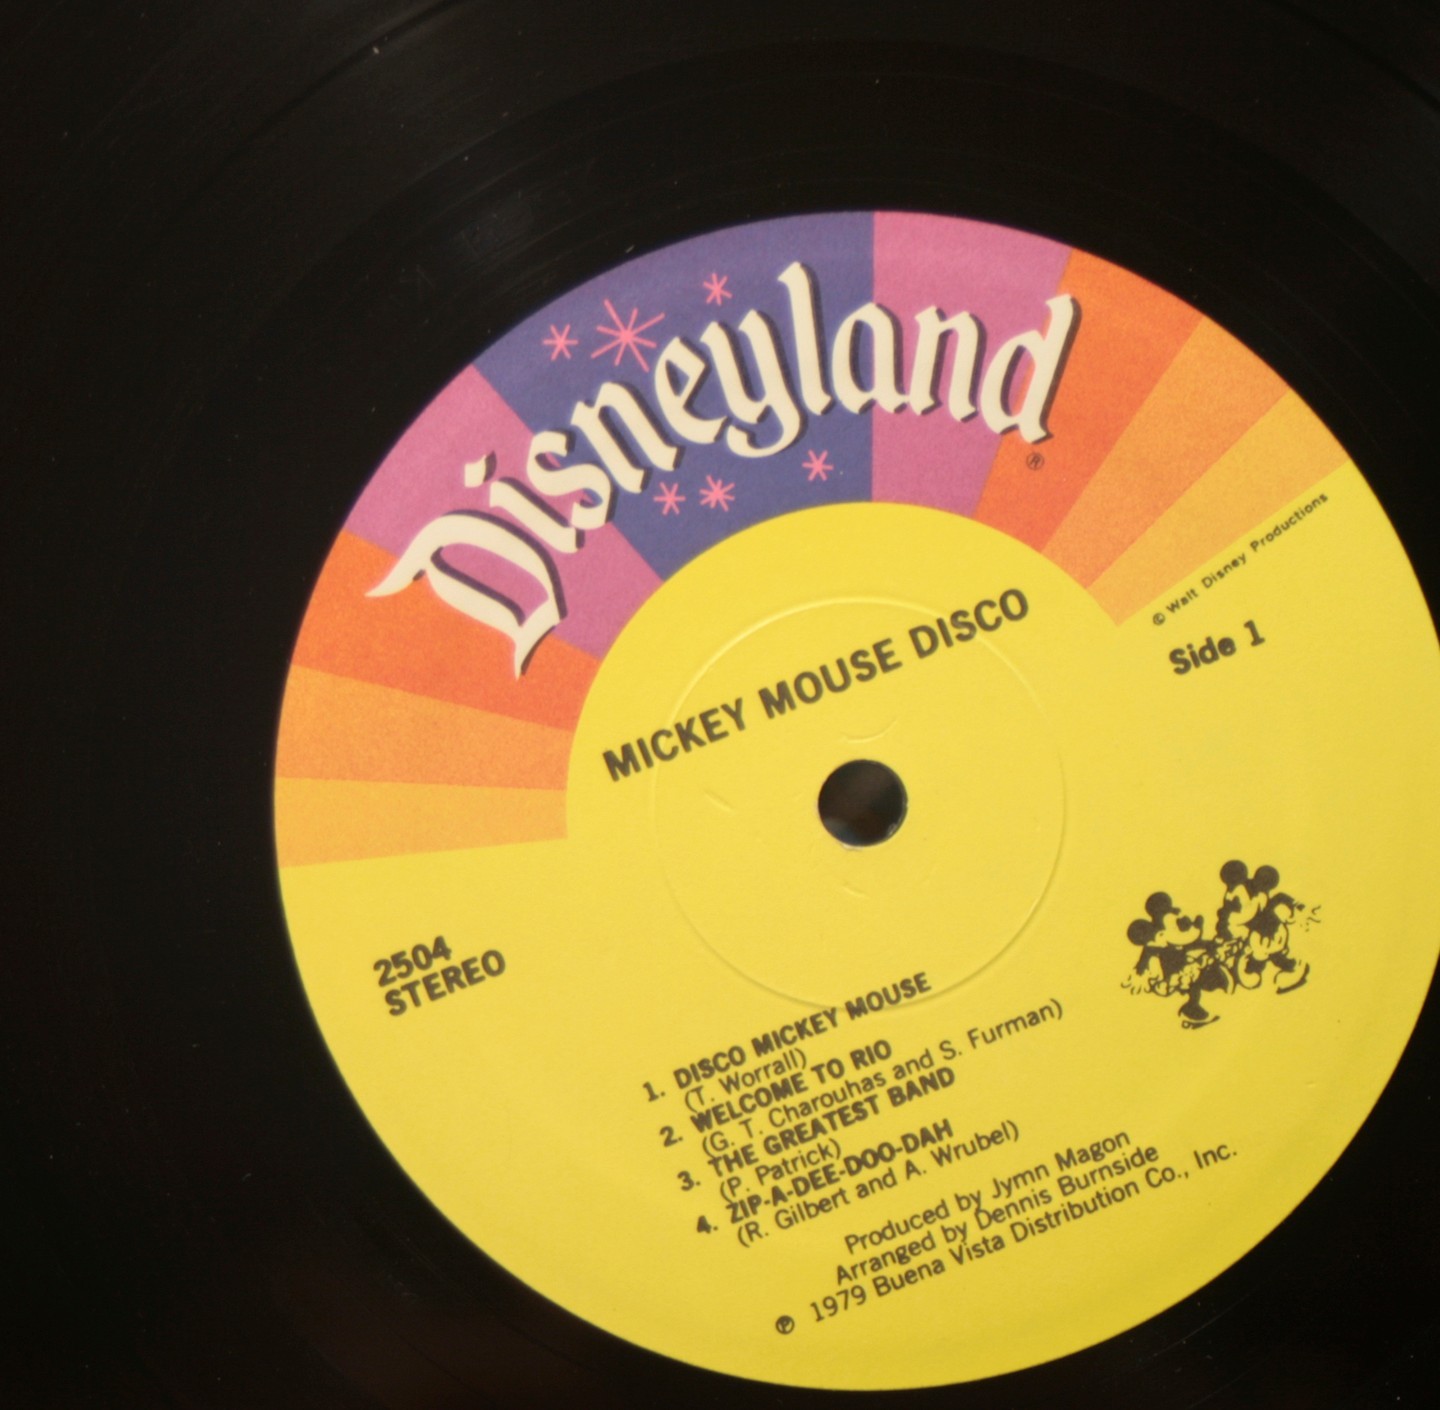 Disneyland®
© Walt Disney Productions
MICKEY MOUSE DISCO
Side 1
2504
STEREO
1. DISCO MICKEY MOUSE
(T. Worrall)
2. WELCOME TO RIO
(G. T. Charouhas and S. Furman)
3. THE GREATEST BAND
(P. Patrick)
4. ZIP-A-DEE-DOO-DAH
(R. Gilbert and A. Wrubel)
Produced by Jymn Magon
Arranged by Dennis Burnside
℗ 1979 Buena Vista Distribution Co., Inc.